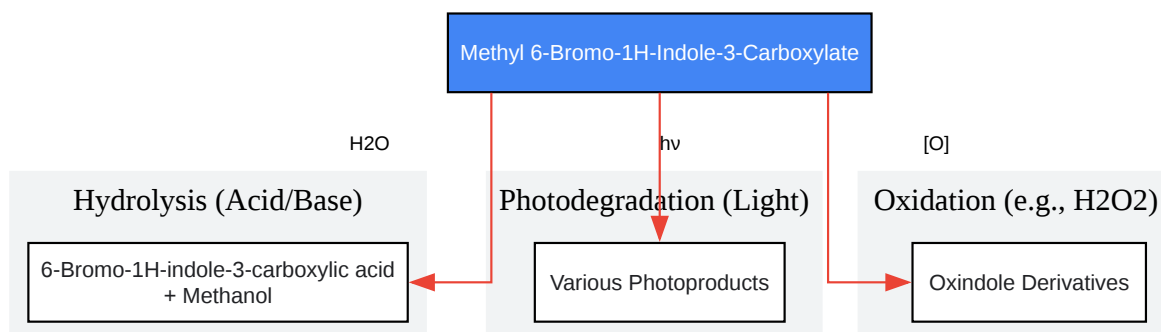 Methyl 6-Bromo-1H-Indole-3-Carboxylate
H2O
hν
[O]
Hydrolysis (Acid/Base)
Photodegradation (Light)
Oxidation (e.g., H2O2)
6-Bromo-1H-indole-3-carboxylic acid
+ Methanol
Various Photoproducts
Oxindole Derivatives